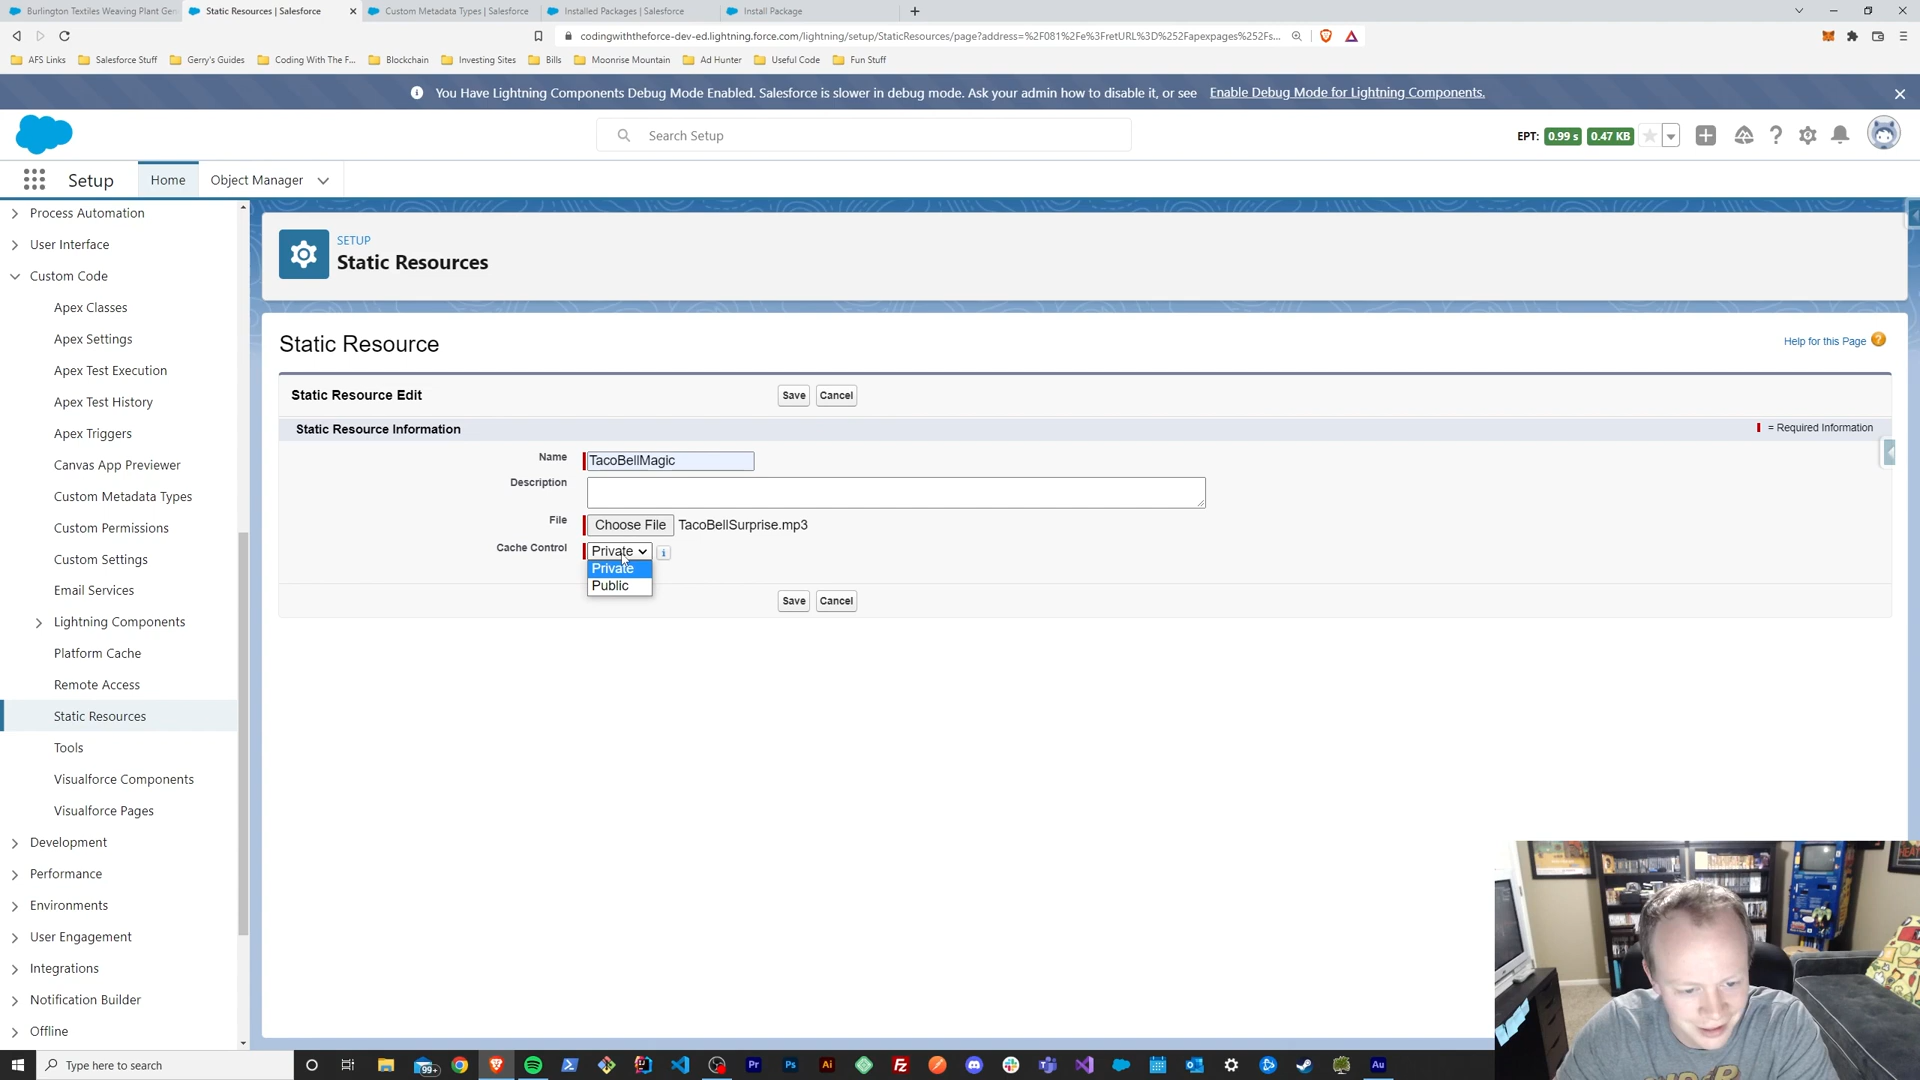 Burlington Textiles Weaving Plant Gen
Static Resources | Salesforce
Custom Metadata Types | Salesforce
Installed Packages | Salesforce
Install Package
codingwiththeforce-dev-ed.lightning.force.com/lightning/setup/StaticResources/page?address=%2F081%2Fe%3FretURL%3D%252Fapexpages%252Fs...
AFS Links
Salesforce Stuff
Gerry's Guides
Coding With The F...
Blockchain
Investing Sites
Bills
Moonrise Mountain
Ad Hunter
Useful Code
Fun Stuff
You Have Lightning Components Debug Mode Enabled. Salesforce is slower in debug mode. Ask your admin how to disable it, or see Enable Debug Mode for Lightning Components.
Search Setup
EPT: 0.99 s 0.47 KB
Setup
Home
Object Manager
Process Automation
User Interface
Custom Code
Apex Classes
Apex Settings
Apex Test Execution
Apex Test History
Apex Triggers
Canvas App Previewer
Custom Metadata Types
Custom Permissions
Custom Settings
Email Services
Lightning Components
Platform Cache
Remote Access
Static Resources
Tools
Visualforce Components
Visualforce Pages
Development
Performance
Environments
User Engagement
Integrations
Notification Builder
Offline
SETUP
Static Resources
Static Resource
Help for this Page
Static Resource Edit
Save
Cancel
Static Resource Information
= Required Information
Name
TacoBellMagic
Description
File
Choose File
TacoBellSurprise.mp3
Cache Control
Private
Private
Public
Save
Cancel
Type here to search
99+
Pr
Ps
Ai
Fz
Au